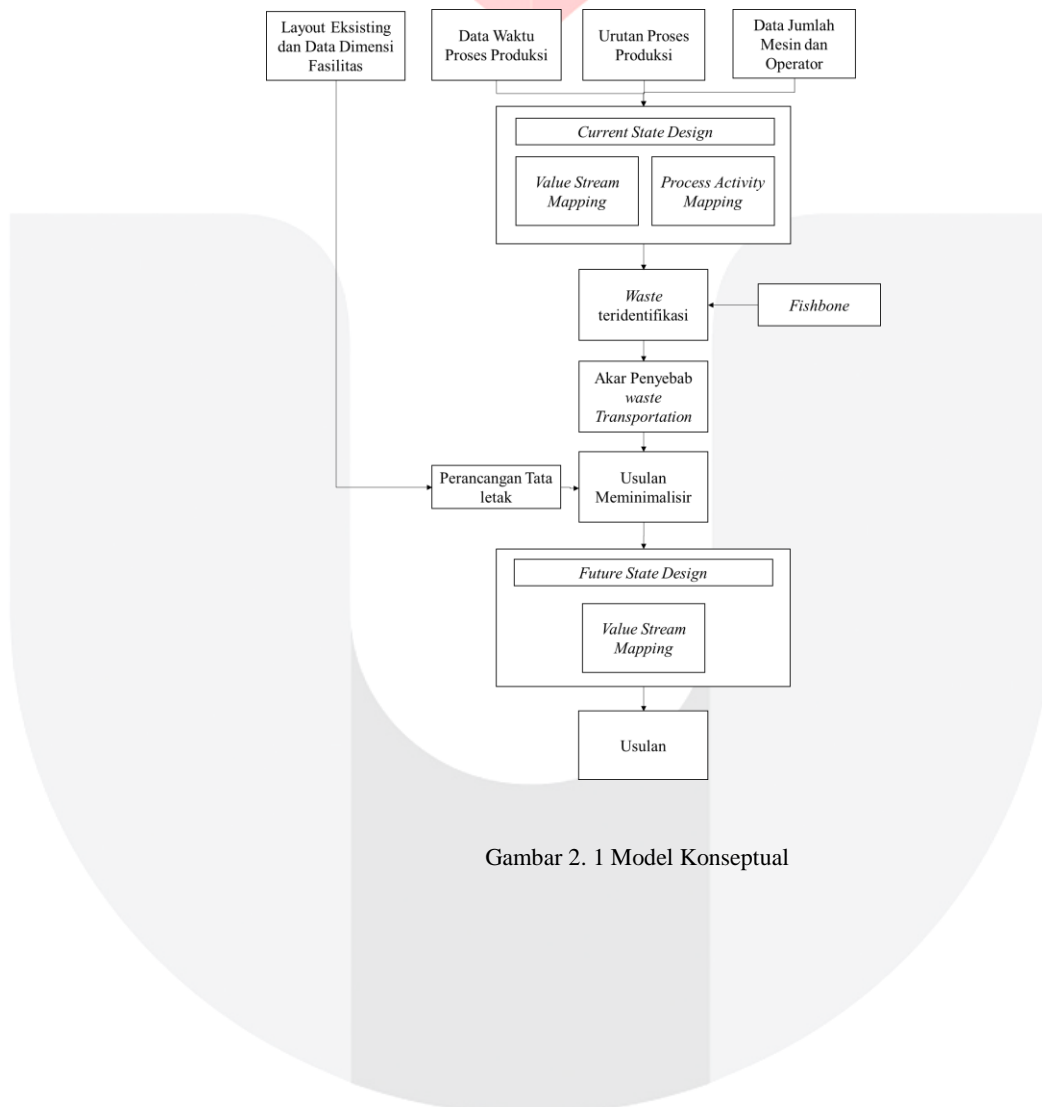 Layout Eksisting
dan Data Dimensi
Fasilitas
Data Waktu
Proses Produksi
Urutan Proses
Produksi
Data Jumlah
Mesin dan
Operator
Current State Design
Value Stream
Mapping
Process Activity
Mapping
Waste
teridentifikasi
Fishbone
Akar Penyebab
waste
Transportation
Perancangan Tata
letak
Usulan
Meminimalisir
Future State Design
Value Stream
Mapping
Usulan
Gambar 2. 1 Model Konseptual